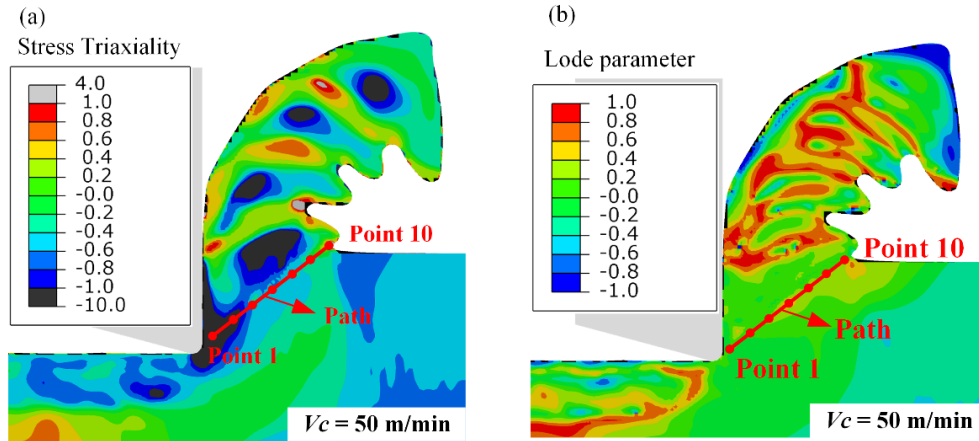 (a)
Stress Triaxiality
4.0
1.0
0.8
0.6
0.4
0.2
-0.0
-0.2
-0.4
-0.6
-0.8
-1.0
-10.0
Point 10
Path
Point 1
Vc = 50 m/min
(b)
Lode parameter
1.0
0.8
0.6
0.4
0.2
-0.0
-0.2
-0.4
-0.6
-0.8
-1.0
Point 10
Path
Point 1
Vc = 50 m/min